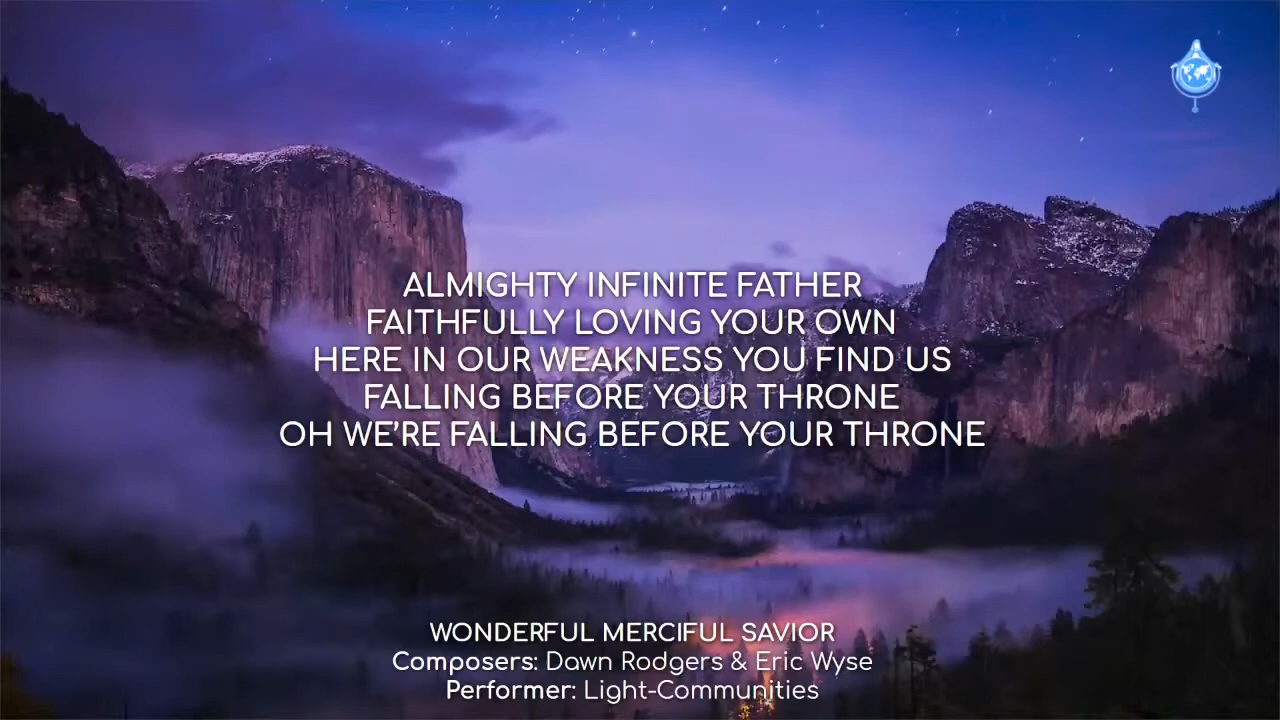 ALMIGHTY INFINITE FATHER
FAITHFULLY LOVING YOUR OWN
HERE IN OUR WEAKNESS YOU FIND US
FALLING BEFORE YOUR THRONE
OH WE’RE FALLING BEFORE YOUR THRONE
WONDERFUL MERCIFUL SAVIOR
Composers: Dawn Rodgers & Eric Wyse
Performer: Light-Communities